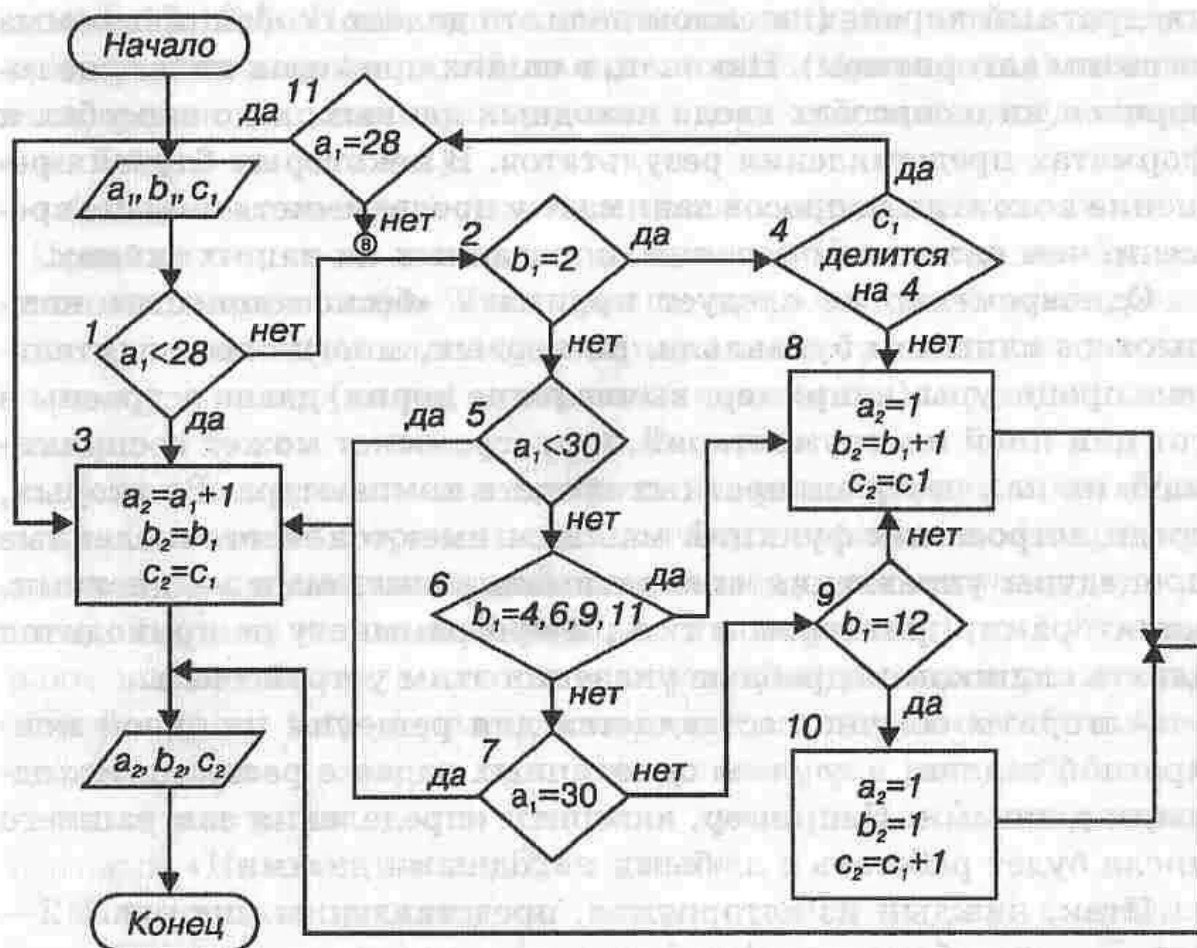 Начало
a₁, b₁, c₁
1
a₁<28
нет
да
3
a₂=a₁+1
b₂=b₁
c₂=c₁
a₂, b₂, c₂
Конец
11
да
a₁=28
нет
в
2
b₁=2
да
нет
4
c₁
делится
на 4
да
нет
5
a₁<30
да
нет
6
b₁=4,6,9,11
да
нет
7
a₁=30
да
нет
8
a₂=1
b₂=b₁+1
c₂=c1
9
b₁=12
нет
да
10
a₂=1
b₂=1
c₂=c₁+1